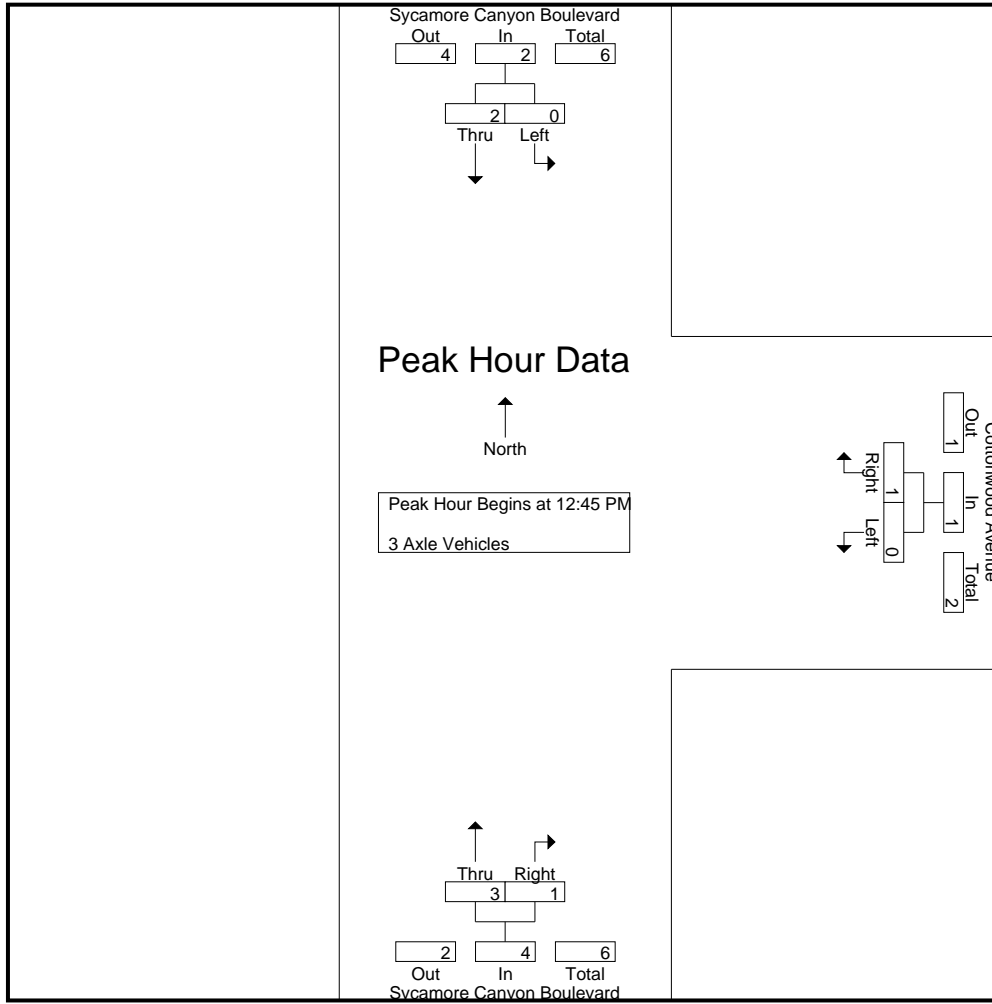 Sycamore Canyon Boulevard
Out In Total
4 2 6
2 0
Thru Left
Peak Hour Data
North
Peak Hour Begins at 12:45 PM
3 Axle Vehicles
Cottonwood Avenue
Out In Total
1 1 2
1 0
Right Left
Thru Right
3 1
2 4 6
Out In Total
Sycamore Canyon Boulevard